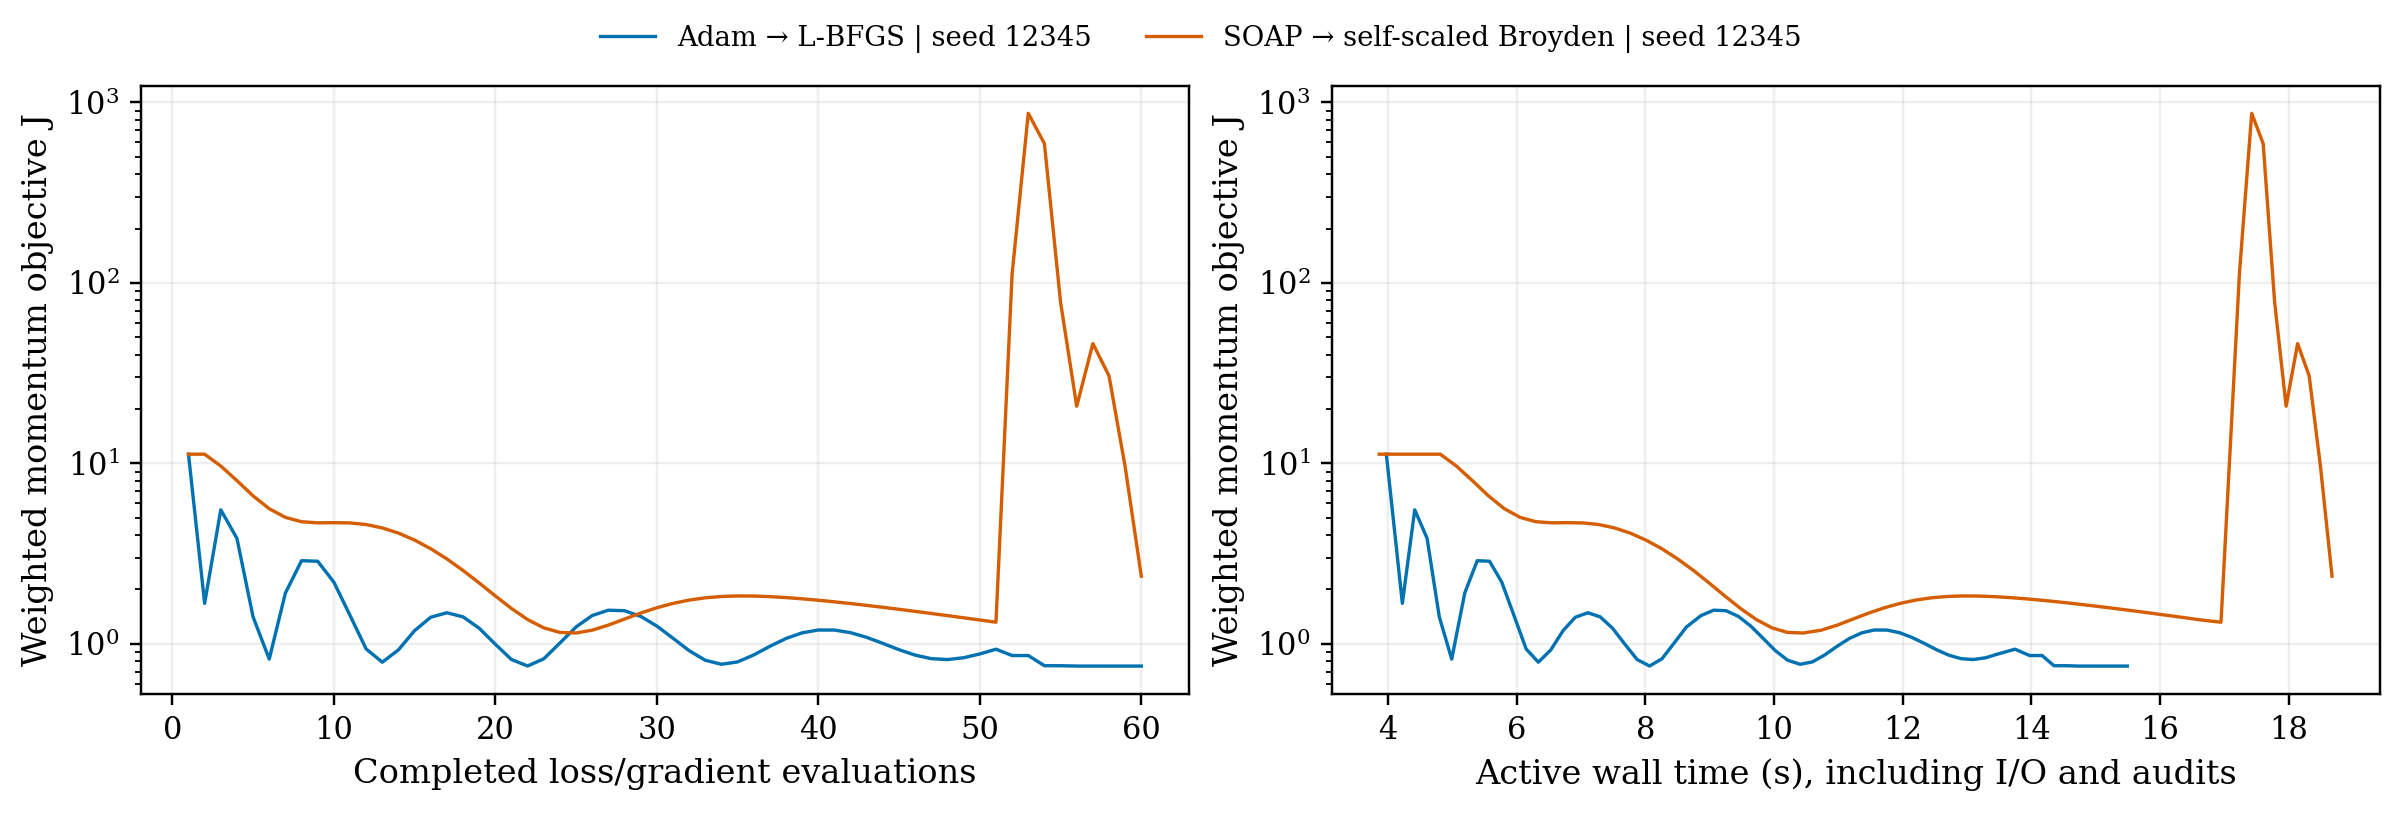 Adam → L-BFGS | seed 12345
SOAP → self-scaled Broyden | seed 12345
Weighted momentum objective J
10³
10²
10¹
10⁰
0 10 20 30 40 50 60
Completed loss/gradient evaluations
Weighted momentum objective J
10³
10²
10¹
10⁰
4 6 8 10 12 14 16 18
Active wall time (s), including I/O and audits